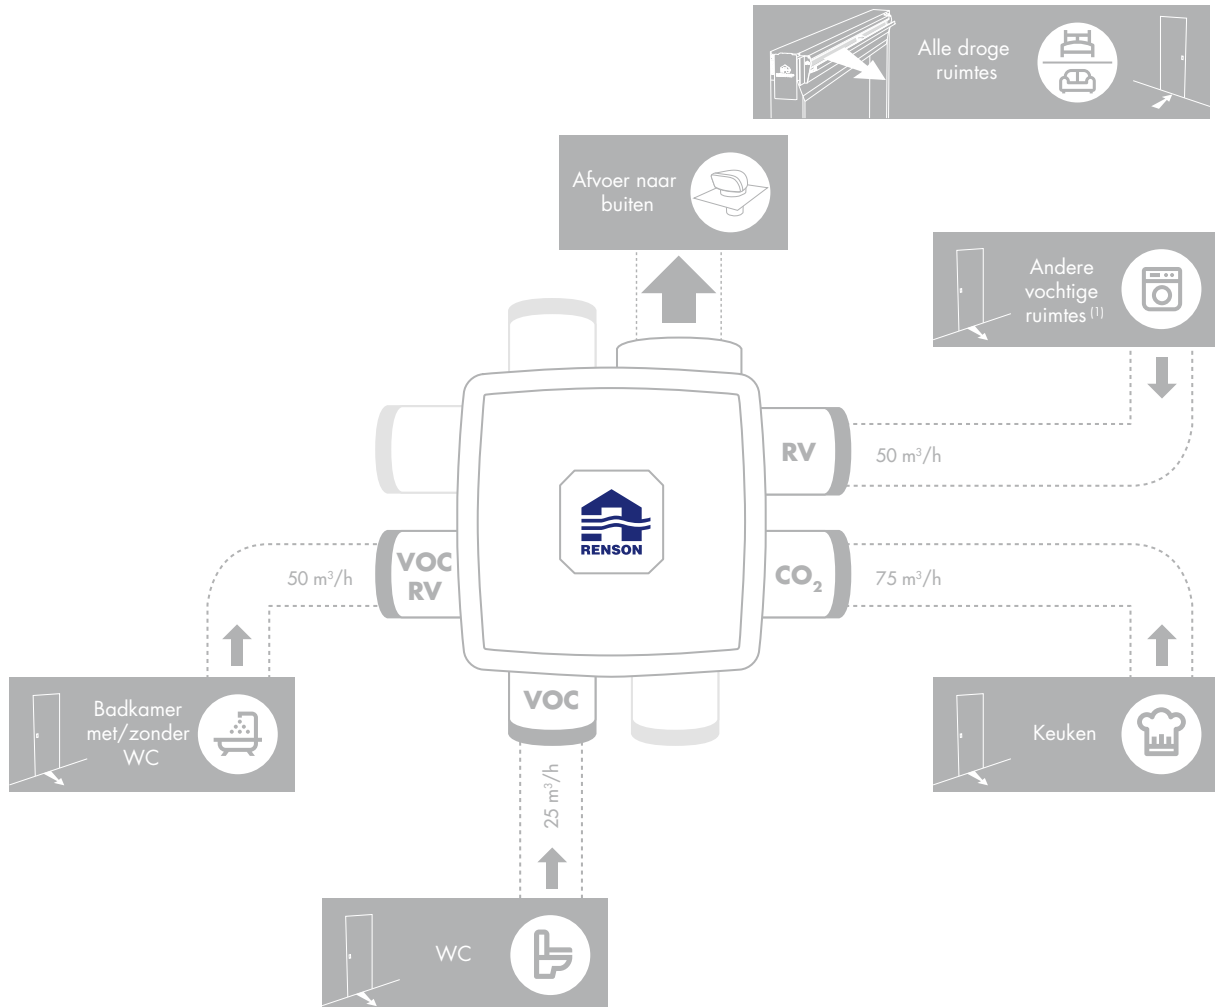 Alle droge
ruimtes
Afvoer naar
buiten
Andere
vochtige
ruimtes (1)
RV
50 m³/h
VOC
RV
50 m³/h
CO₂
75 m³/h
RENSON
VOC
25 m³/h
Badkamer
met/zonder
WC
Keuken
WC